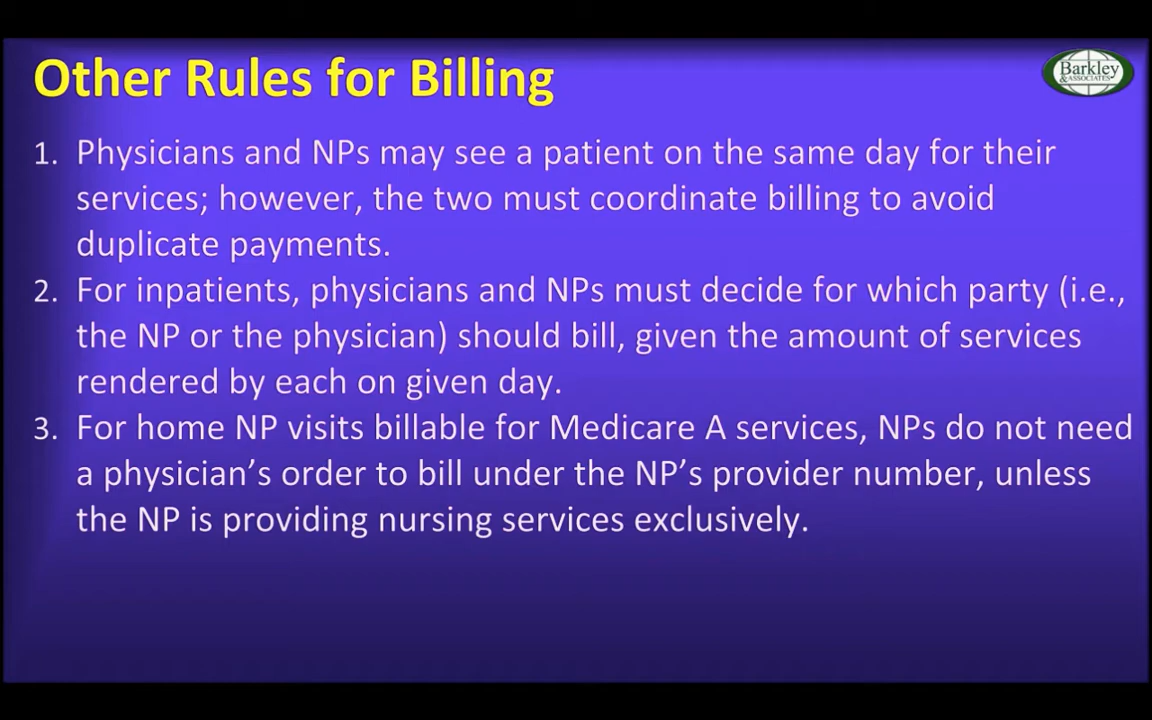 Other Rules for Billing
Barkley
& ASSOCIATES
1. Physicians and NPs may see a patient on the same day for their
services; however, the two must coordinate billing to avoid
duplicate payments.
2. For inpatients, physicians and NPs must decide for which party (i.e.,
the NP or the physician) should bill, given the amount of services
rendered by each on given day.
3. For home NP visits billable for Medicare A services, NPs do not need
a physician’s order to bill under the NP’s provider number, unless
the NP is providing nursing services exclusively.